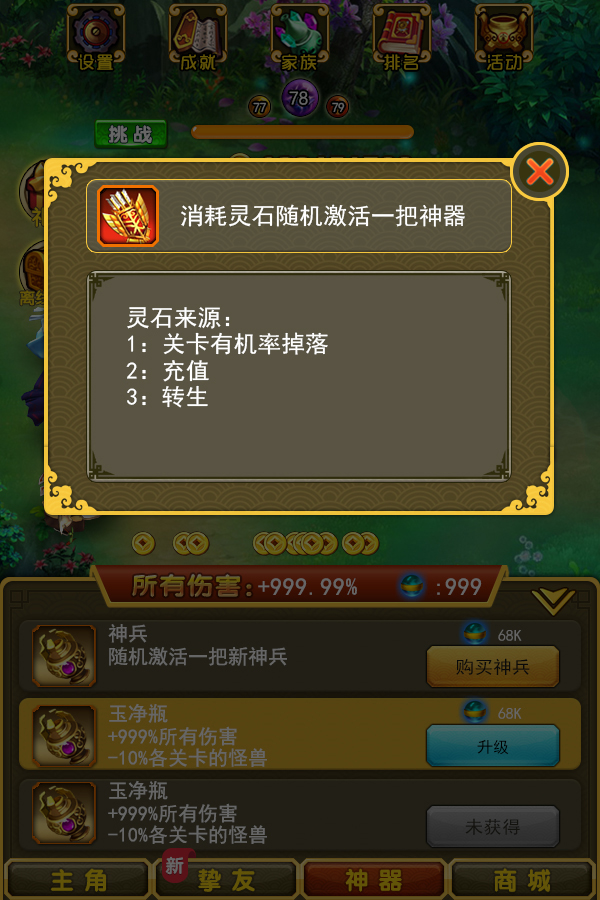 设置
成就
家族
排名
活动
77
78
79
挑战
消耗灵石随机激活一把神器
灵石来源：
1：关卡有机率掉落
2：充值
3：转生
所有伤害:+999.99%
:999
神兵
随机激活一把新神兵
68K
购买神兵
玉净瓶
+999%所有伤害
-10%各关卡的怪兽
68K
升级
玉净瓶
+999%所有伤害
-10%各关卡的怪兽
未获得
主角
新
挚友
神器
商城